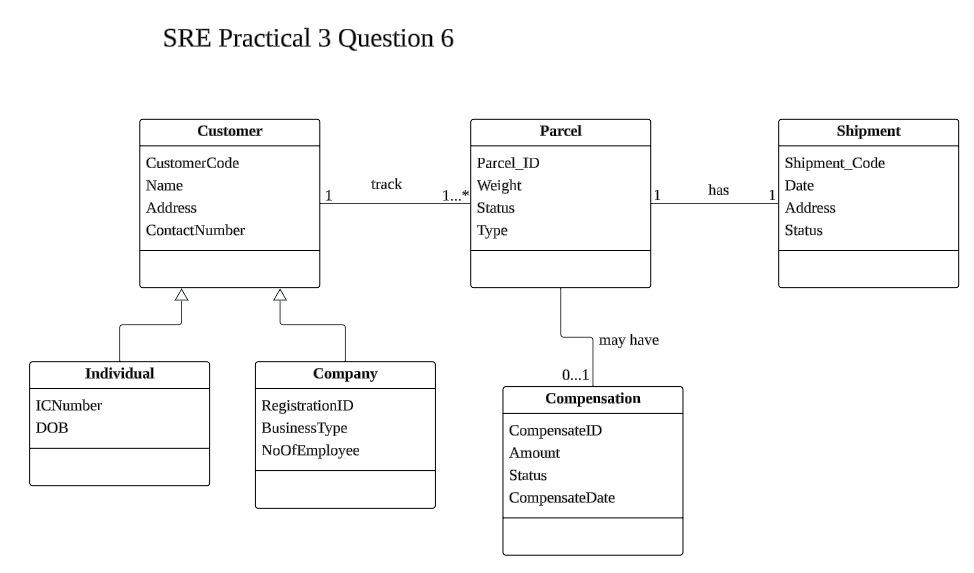 SRE Practical 3 Question 6
Customer
CustomerCode
Name
Address
ContactNumber
1
track
1...*
Parcel
Parcel_ID
Weight
Status
Type
1
has
1
Shipment
Shipment_Code
Date
Address
Status
Individual
ICNumber
DOB
Company
RegistrationID
BusinessType
NoOfEmployee
may have
0...1
Compensation
CompensateID
Amount
Status
CompensateDate